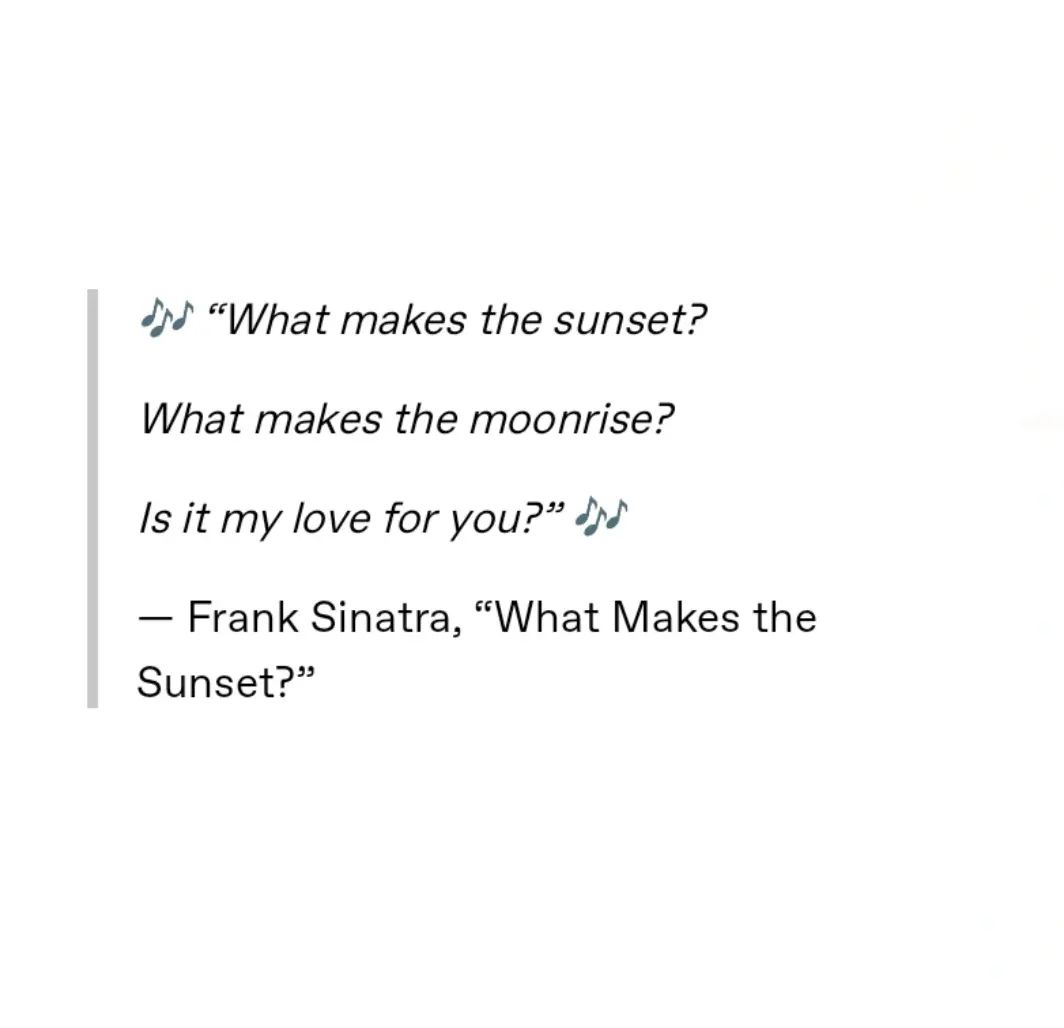 🎶 “What makes the sunset?
What makes the moonrise?
Is it my love for you?” 🎶
— Frank Sinatra, “What Makes the
Sunset?”